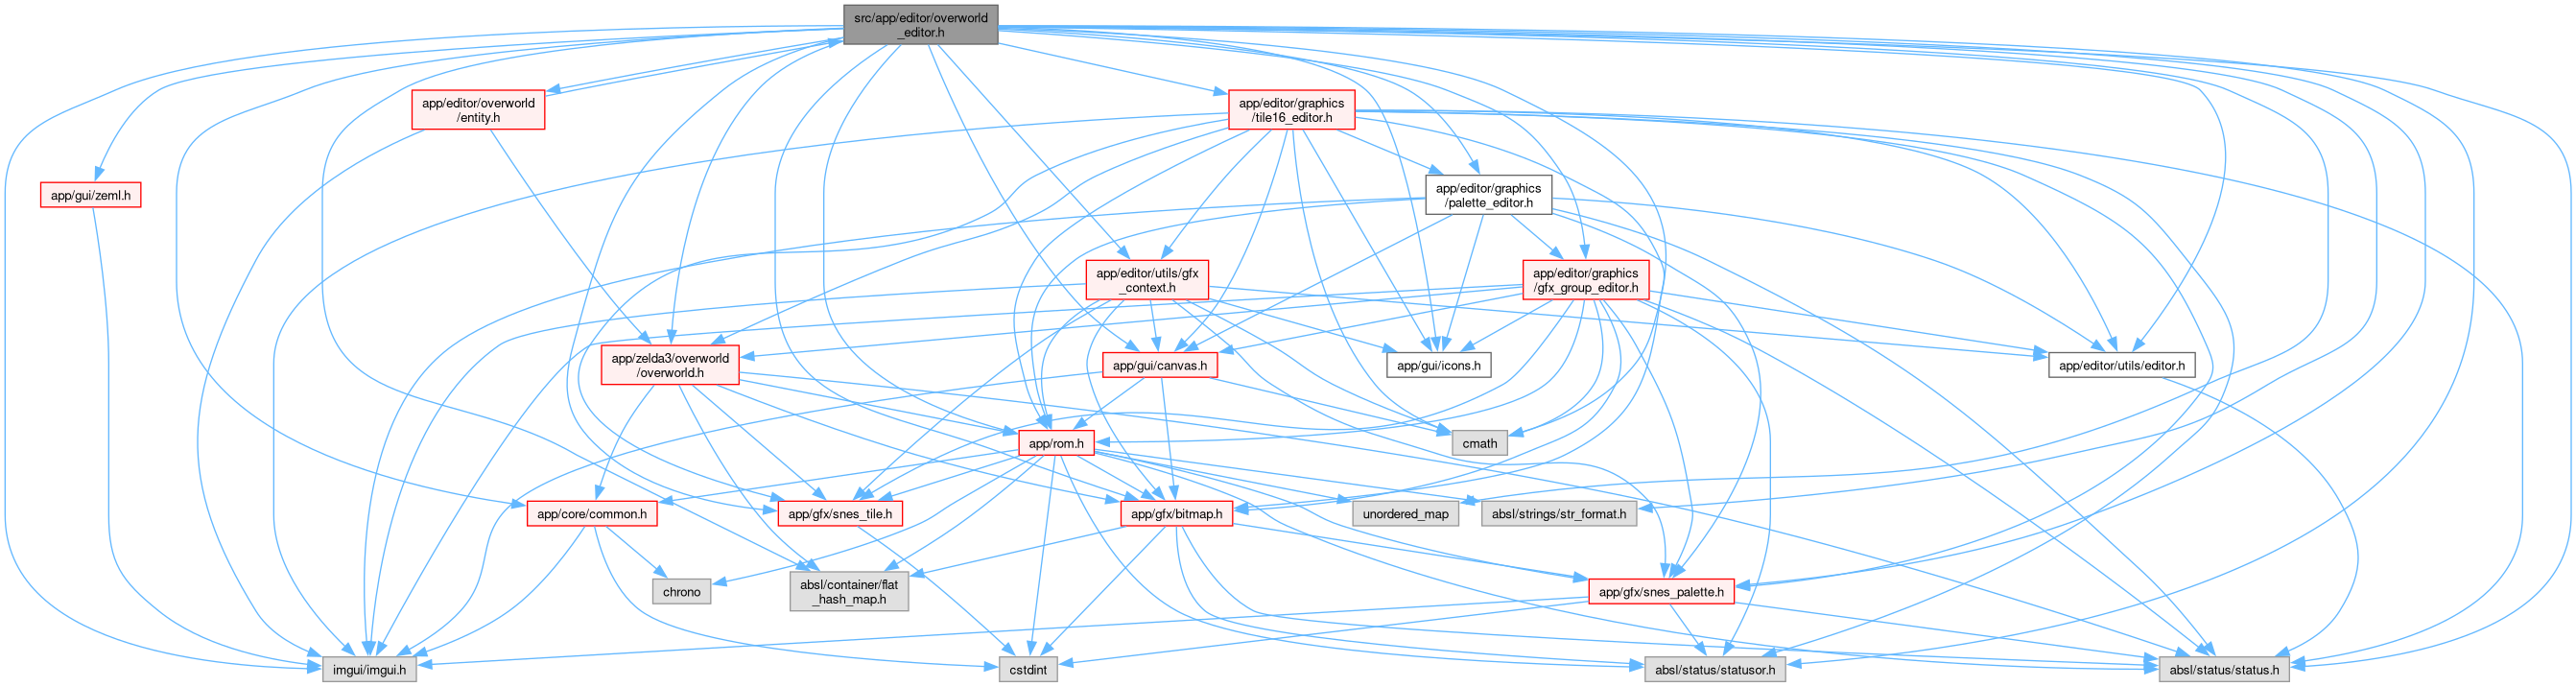 src/app/editor/overworld
_editor.h
app/editor/overworld
/entity.h
app/editor/graphics
/tile16_editor.h
app/gui/zeml.h
app/editor/graphics
/palette_editor.h
app/editor/utils/gfx
_context.h
app/editor/graphics
/gfx_group_editor.h
app/zelda3/overworld
/overworld.h
app/gui/canvas.h
app/gui/icons.h
app/editor/utils/editor.h
app/rom.h
cmath
app/core/common.h
app/gfx/snes_tile.h
app/gfx/bitmap.h
unordered_map
absl/strings/str_format.h
chrono
absl/container/flat
_hash_map.h
app/gfx/snes_palette.h
imgui/imgui.h
cstdint
absl/status/statusor.h
absl/status/status.h